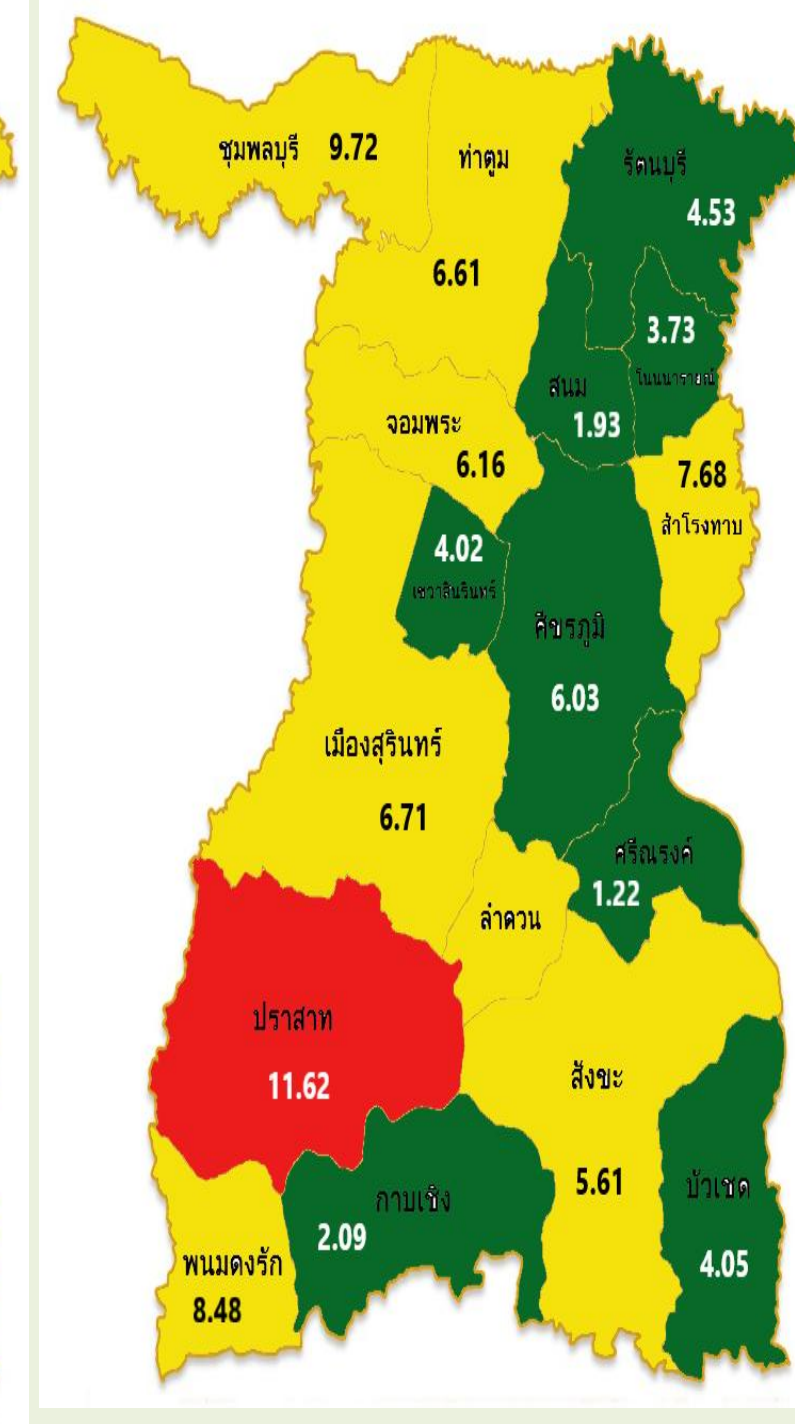 ชุมพลบุรี 9.72
ท่าตูม
6.61
รัตนบุรี
4.53
3.73
โนนนารายณ์
สนม
1.93
จอมพระ
6.16
7.68
สำโรงทาบ
4.02
เขวาสินรินทร์
ศีขรภูมิ
6.03
เมืองสุรินทร์
6.71
ศรีณรงค์
1.22
ลำดวน
ปราสาท
11.62
สังขะ
5.61
บัวเชด
4.05
กาบเชิง
2.09
พนมดงรัก
8.48